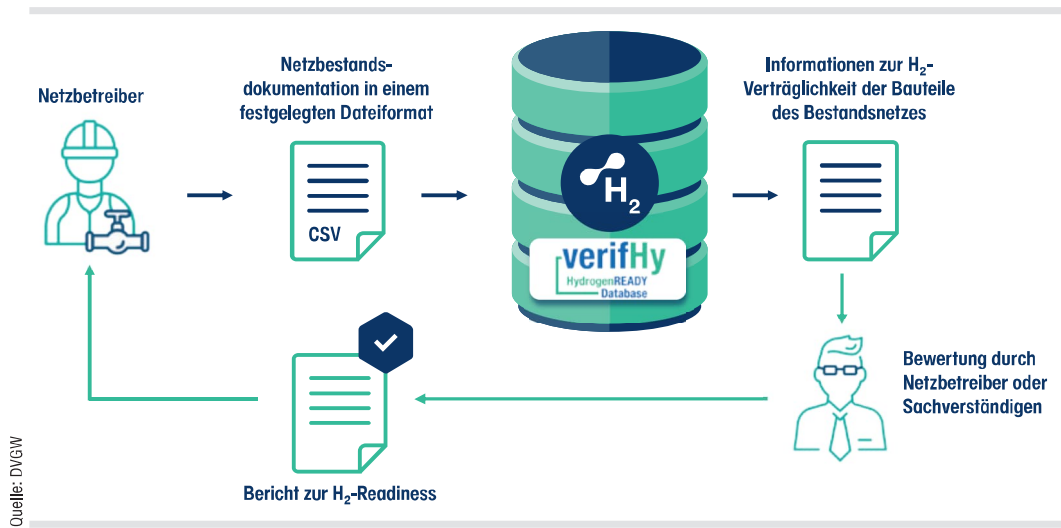 Netzbetreiber
Netzbestands-
dokumentation in einem
festgelegten Dateiformat
CSV
H₂
verifHy
HydrogenREADY
Database
Informationen zur H₂-
Verträglichkeit der Bauteile
des Bestandsnetzes
Bewertung durch
Netzbetreiber oder
Sachverständigen
Bericht zur H₂-Readiness
Quelle: DVGW